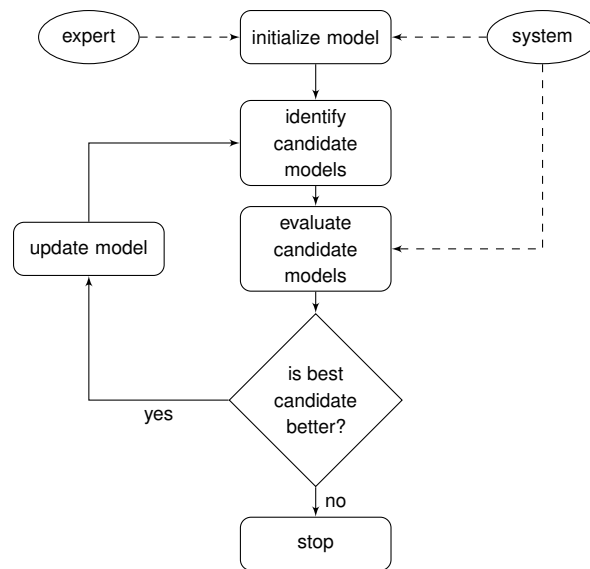 expert
initialize model
system
identify
candidate
models
update model
evaluate
candidate
models
is best
candidate
better?
yes
no
stop